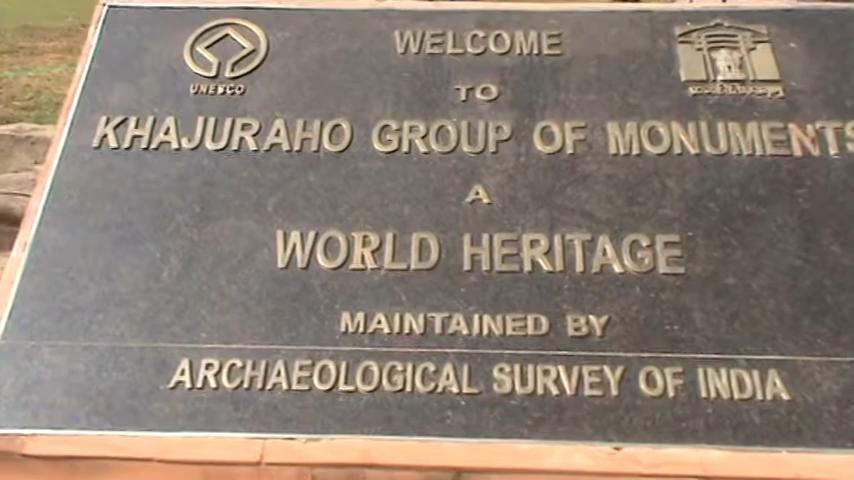 WELCOME
UNESCO
TO
KHAJURAHO GROUP OF MONUMENTS
A
WORLD HERITAGE
MAINTAINED BY
ARCHAEOLOGICAL SURVEY OF INDIA